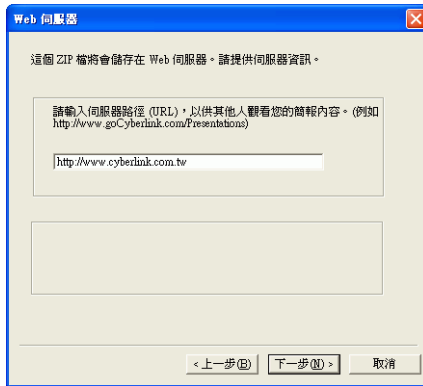 Web 伺服器
這個 ZIP 檔將會儲存在 Web 伺服器。請提供伺服器資訊。
請輸入伺服器路徑 (URL)，以供其他人觀看您的簡報內容。(例如
http://www.goCyberlink.com/Presentations)
http://www.cyberlink.com.tw
<上一步(B) 下一步(N)> 取消